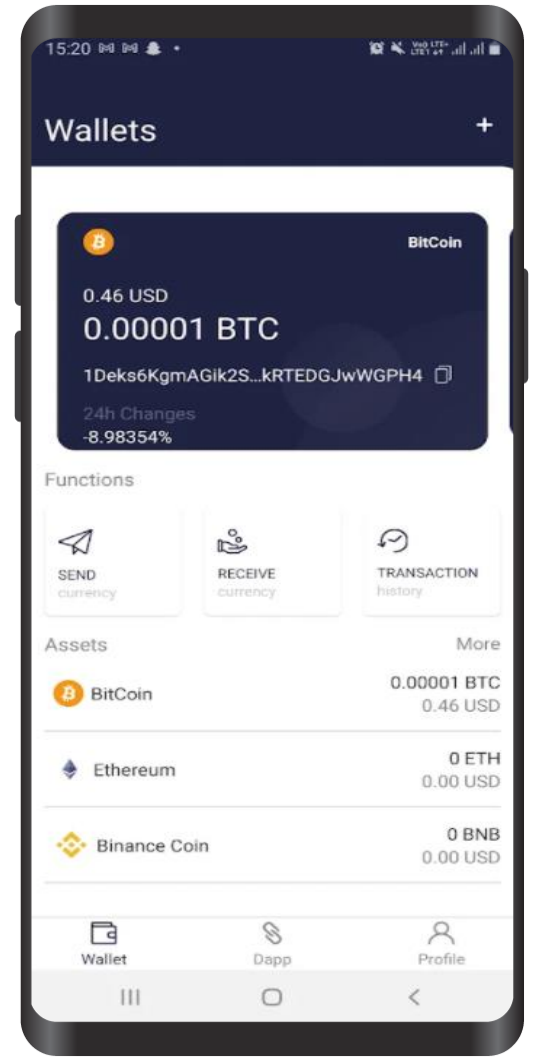 15:20
Wallets +
BitCoin
0.46 USD
0.00001 BTC
1Deks6KgmAGik2S...kRTEDGJwWGPH4
24h Changes
-8.98354%
Functions
SEND
currency
RECEIVE
currency
TRANSACTION
history
Assets More
BitCoin 0.00001 BTC
0.46 USD
Ethereum 0 ETH
0.00 USD
Binance Coin 0 BNB
0.00 USD
Wallet Dapp Profile